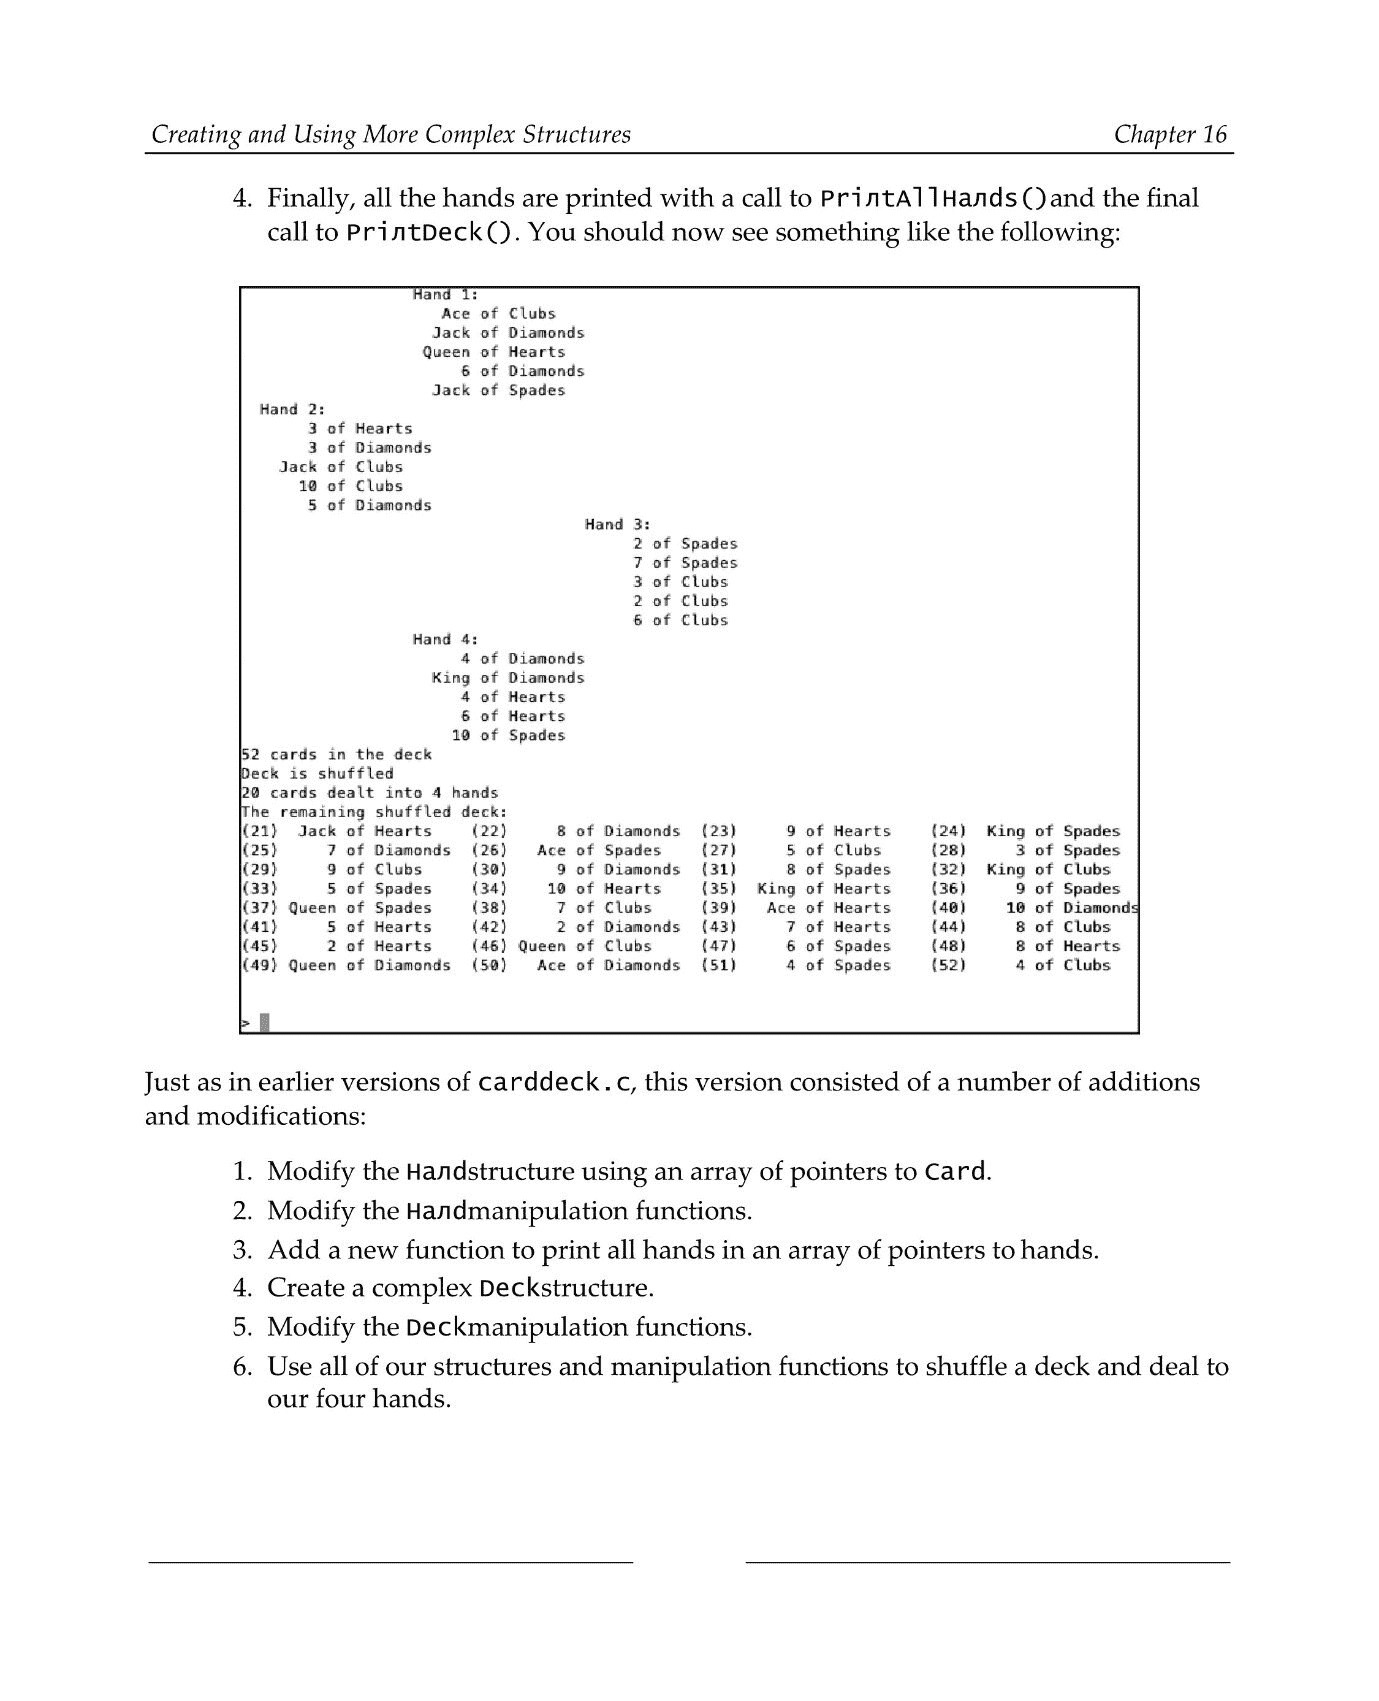 Creating and Using More Complex Structures Chapter 16
4. Finally, all the hands are printed with a call to PrintAllHands()and the final
call to PrintDeck(). You should now see something like the following:
Hand 1:
Ace of Clubs
Jack of Diamonds
Queen of Hearts
6 of Diamonds
Jack of Spades
Hand 2:
3 of Hearts
3 of Diamonds
Jack of Clubs
10 of Clubs
5 of Diamonds
Hand 3:
2 of Spades
7 of Spades
3 of Clubs
2 of Clubs
6 of Clubs
Hand 4:
4 of Diamonds
King of Diamonds
4 of Hearts
6 of Hearts
10 of Spades
52 cards in the deck
Deck is shuffled
20 cards dealt into 4 hands
The remaining shuffled deck:
(21) Jack of Hearts (22) 8 of Diamonds (23) 9 of Hearts (24) King of Spades
(25) 7 of Diamonds (26) Ace of Spades (27) 5 of Clubs (28) 3 of Spades
(29) 9 of Clubs (30) 9 of Diamonds (31) 8 of Spades (32) King of Clubs
(33) 5 of Spades (34) 10 of Hearts (35) King of Hearts (36) 9 of Spades
(37) Queen of Spades (38) 7 of Clubs (39) Ace of Hearts (40) 10 of Diamonds
(41) 5 of Hearts (42) 2 of Diamonds (43) 7 of Hearts (44) 8 of Clubs
(45) 2 of Hearts (46) Queen of Clubs (47) 6 of Spades (48) 8 of Hearts
(49) Queen of Diamonds (50) Ace of Diamonds (51) 4 of Spades (52) 4 of Clubs
>
Just as in earlier versions of carddeck.c, this version consisted of a number of additions
and modifications:
1. Modify the Handstructure using an array of pointers to Card.
2. Modify the Handmanipulation functions.
3. Add a new function to print all hands in an array of pointers to hands.
4. Create a complex Deckstructure.
5. Modify the Deckmanipulation functions.
6. Use all of our structures and manipulation functions to shuffle a deck and deal to
our four hands.